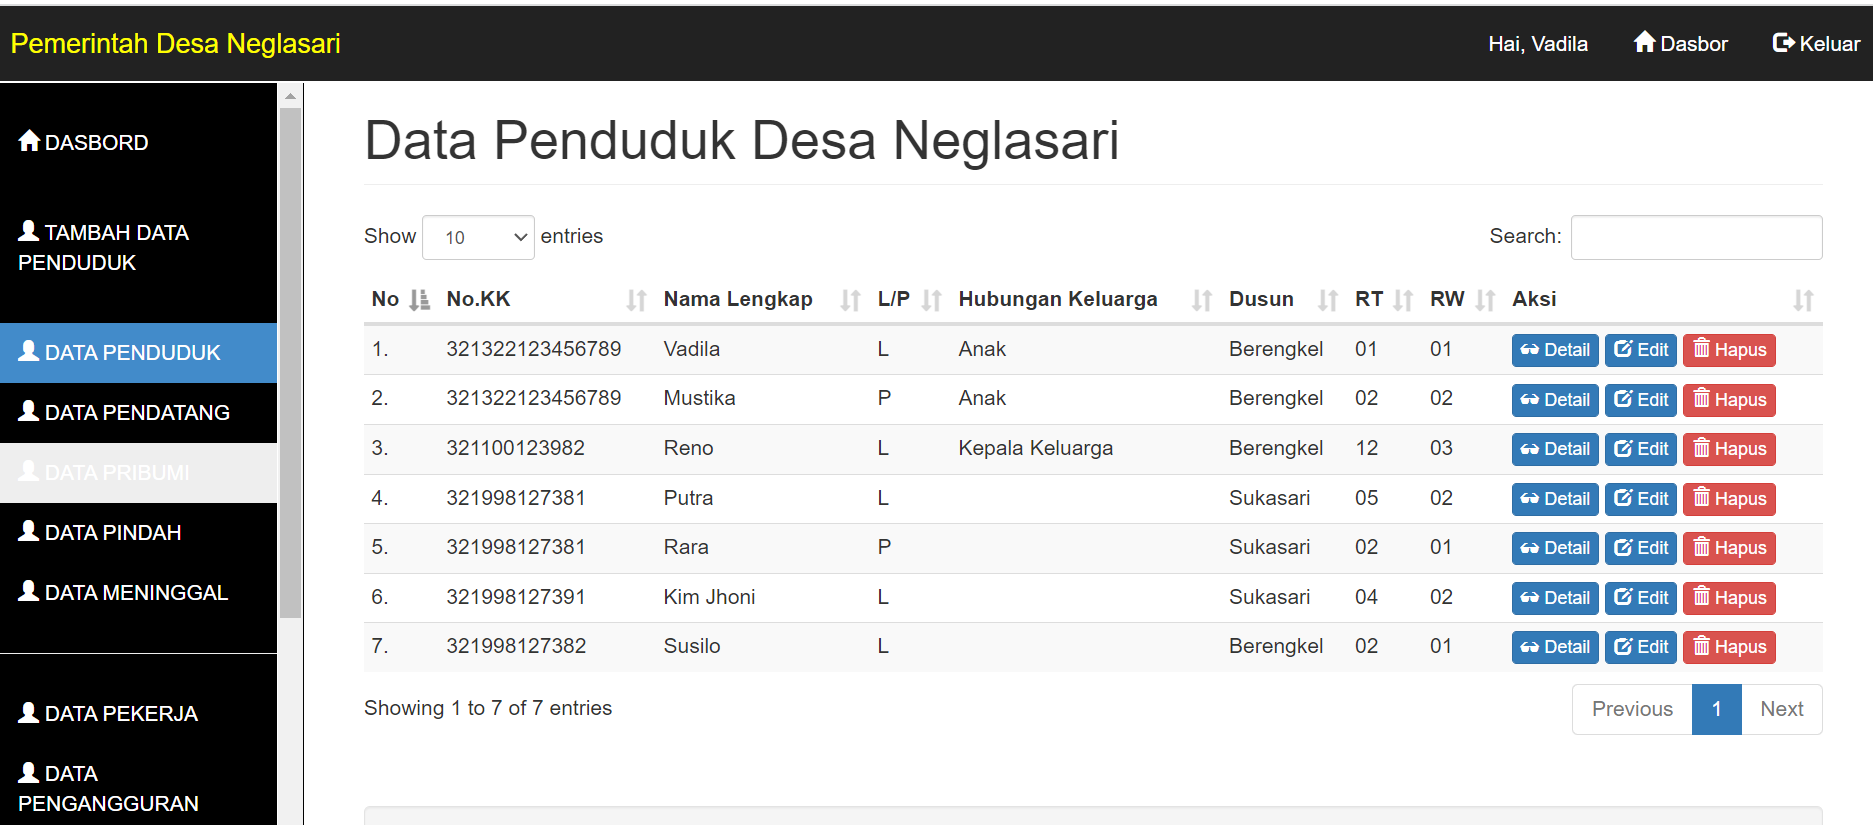 Pemerintah Desa Neglasari
Hai, Vadila Dasbor Keluar
DASBORD
TAMBAH DATA
PENDUDUK
DATA PENDUDUK
DATA PENDATANG
DATA PRIBUMI
DATA PINDAH
DATA MENINGGAL
DATA PEKERJA
DATA
PENGANGGURAN
Data Penduduk Desa Neglasari
Show 10 entries Search:
No No.KK Nama Lengkap L/P Hubungan Keluarga Dusun RT RW Aksi
1. 321322123456789 Vadila L Anak Berengkel 01 01 Detail Edit Hapus
2. 321322123456789 Mustika P Anak Berengkel 02 02 Detail Edit Hapus
3. 321100123982 Reno L Kepala Keluarga Berengkel 12 03 Detail Edit Hapus
4. 321998127381 Putra L Sukasari 05 02 Detail Edit Hapus
5. 321998127381 Rara P Sukasari 02 01 Detail Edit Hapus
6. 321998127391 Kim Jhoni L Sukasari 04 02 Detail Edit Hapus
7. 321998127382 Susilo L Berengkel 02 01 Detail Edit Hapus
Showing 1 to 7 of 7 entries Previous 1 Next